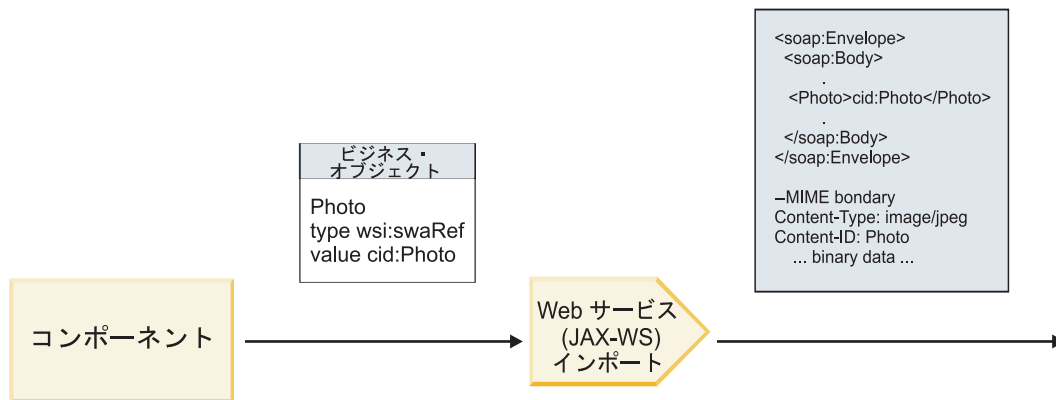 コンポーネント
ビジネス・
オブジェクト
Photo
type wsi:swaRef
value cid:Photo
Web サービス
(JAX-WS)
インポート
<soap:Envelope>
<soap:Body>
.
<Photo>cid:Photo</Photo>
.
</soap:Body>
</soap:Envelope>
–MIME bondary
Content-Type: image/jpeg
Content-ID: Photo
... binary data ...